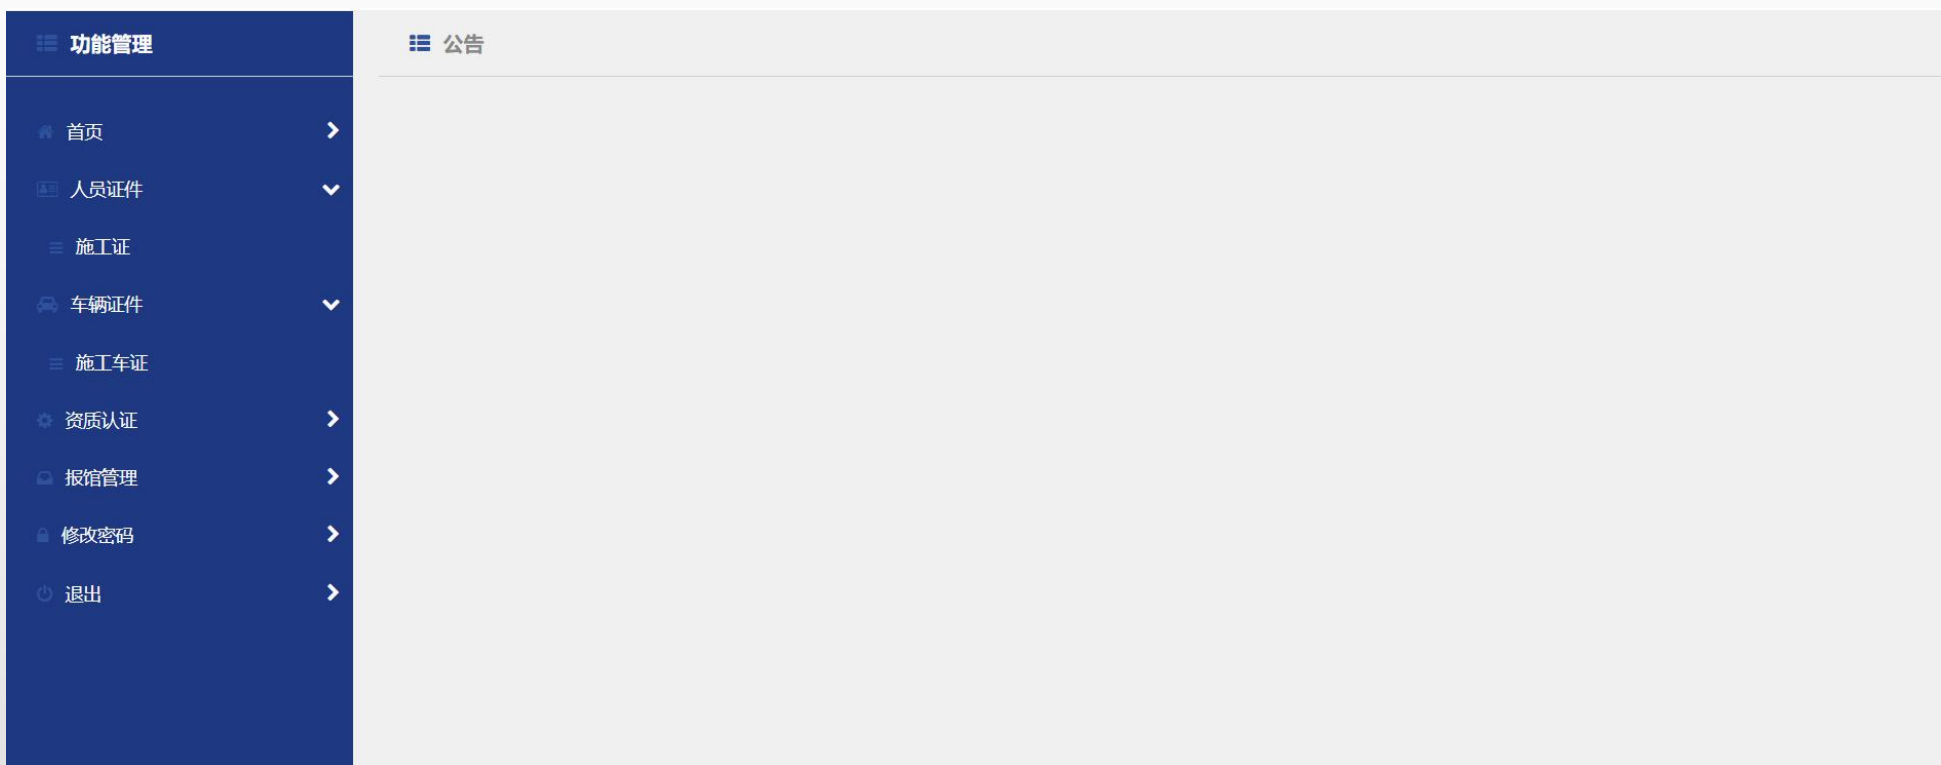 功能管理
公告
首页
人员证件
施工证
车辆证件
施工车证
资质认证
报馆管理
修改密码
退出